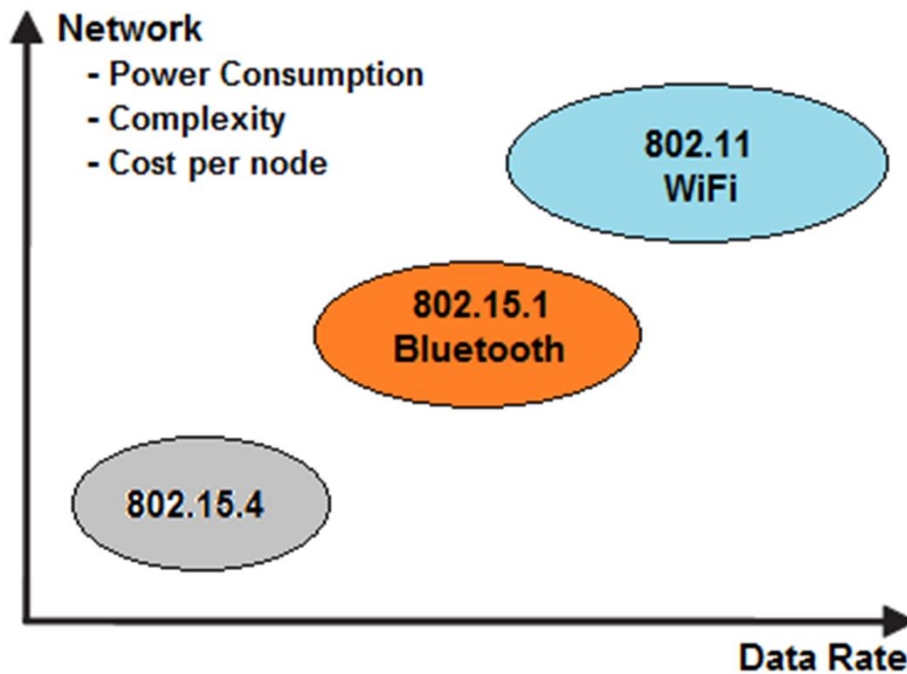 Network
- Power Consumption
- Complexity
- Cost per node
802.11
WiFi
802.15.1
Bluetooth
802.15.4
Data Rate